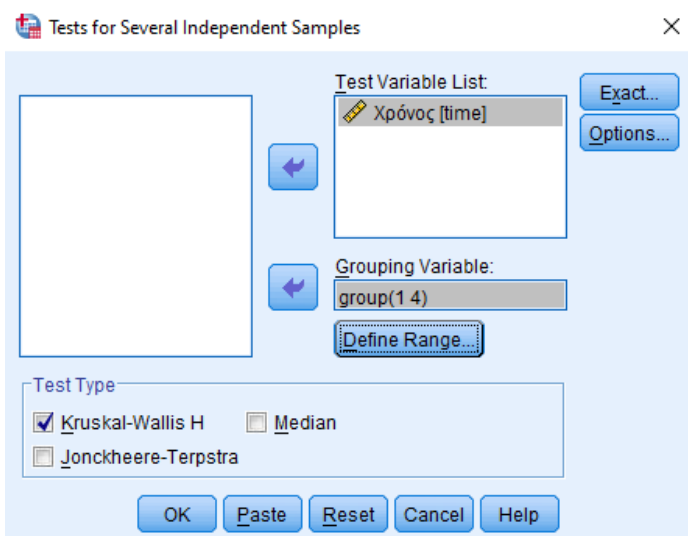 Tests for Several Independent Samples
Test Variable List:
Χρόνος [time]
Exact...
Options...
Grouping Variable:
group(1 4)
Define Range...
Test Type
Kruskal-Wallis H
Median
Jonckheere-Terpstra
OK
Paste
Reset
Cancel
Help